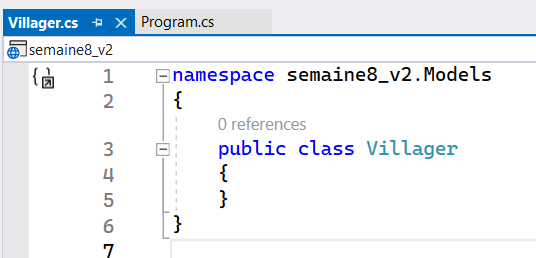 Villager.cs Program.cs
semaine8_v2
1 namespace semaine8_v2.Models
2 {
0 references
3 public class Villager
4 {
5 }
6 }
7